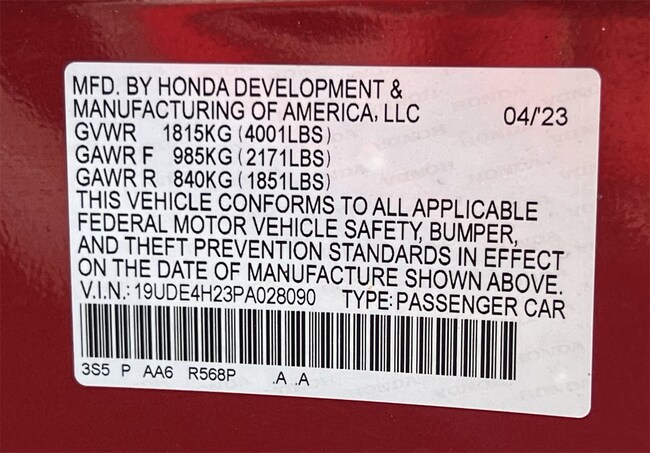 MFD. BY HONDA DEVELOPMENT &
MANUFACTURING OF AMERICA, LLC 04/'23
GVWR 1815KG (4001LBS)
GAWR F 985KG (2171LBS)
GAWR R 840KG (1851LBS)
THIS VEHICLE CONFORMS TO ALL APPLICABLE
FEDERAL MOTOR VEHICLE SAFETY, BUMPER,
AND THEFT PREVENTION STANDARDS IN EFFECT
ON THE DATE OF MANUFACTURE SHOWN ABOVE.
V.I.N.: 19UDE4H23PA028090 TYPE: PASSENGER CAR
3S5 P AA6 R568P .A .A